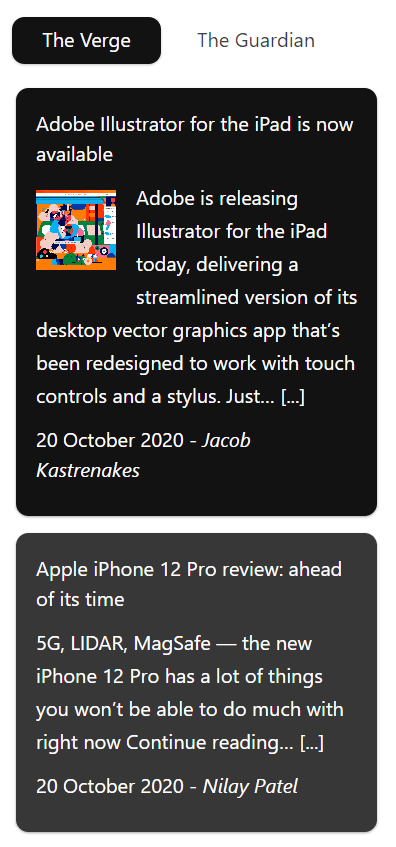 The Verge
The Guardian
Adobe Illustrator for the iPad is now
available
Adobe is releasing
Illustrator for the iPad
today, delivering a
streamlined version of its
desktop vector graphics app that’s
been redesigned to work with touch
controls and a stylus. Just... [...]
20 October 2020 - Jacob
Kastrenakes
Apple iPhone 12 Pro review: ahead
of its time
5G, LIDAR, MagSafe — the new
iPhone 12 Pro has a lot of things
you won’t be able to do much with
right now Continue reading... [...]
20 October 2020 - Nilay Patel